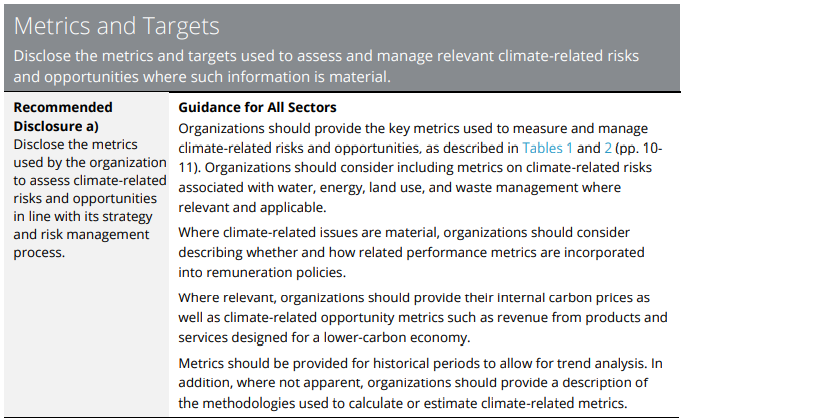 Metrics and Targets
Disclose the metrics and targets used to assess and manage relevant climate-related risks
and opportunities where such information is material.
Recommended
Disclosure a)
Disclose the metrics
used by the organization
to assess climate-related
risks and opportunities
in line with its strategy
and risk management
process.
Guidance for All Sectors
Organizations should provide the key metrics used to measure and manage
climate-related risks and opportunities, as described in Tables 1 and 2 (pp. 10-
11). Organizations should consider including metrics on climate-related risks
associated with water, energy, land use, and waste management where
relevant and applicable.
Where climate-related issues are material, organizations should consider
describing whether and how related performance metrics are incorporated
into remuneration policies.
Where relevant, organizations should provide their internal carbon prices as
well as climate-related opportunity metrics such as revenue from products and
services designed for a lower-carbon economy.
Metrics should be provided for historical periods to allow for trend analysis. In
addition, where not apparent, organizations should provide a description of
the methodologies used to calculate or estimate climate-related metrics.